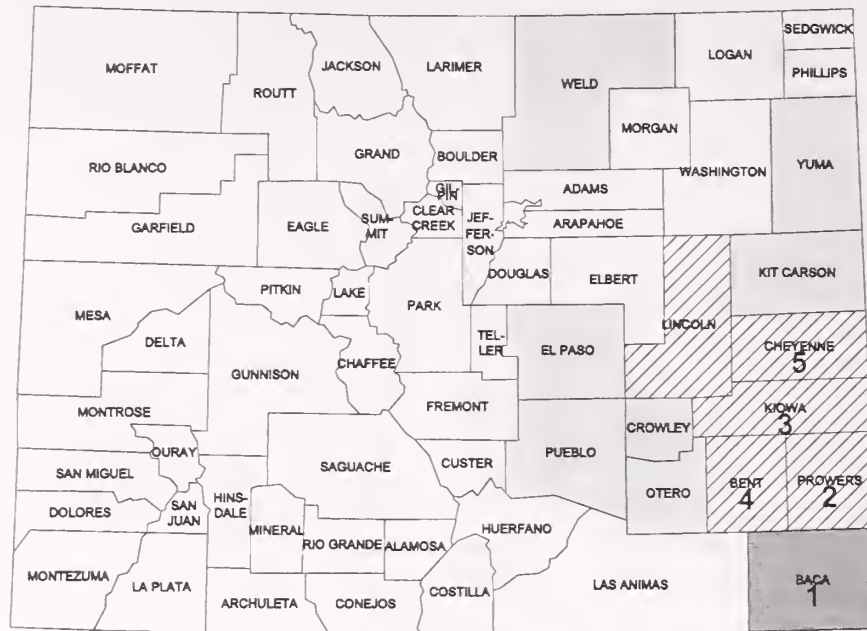 MOFFAT
ROUTT
JACKSON
LARIMER
WELD
LOGAN
SEDGWICK
PHILLIPS
MORGAN
RIO BLANCO
GRAND
BOULDER
WASHINGTON
YUMA
GIL-
PIN
ADAMS
GARFIELD
EAGLE
SUM-
MIT
CLEAR
CREEK
JEF-
FER-
SON
ARAPAHOE
DOUGLAS
ELBERT
KIT CARSON
MESA
PITKIN
LAKE
PARK
LINCOLN
DELTA
GUNNISON
CHAFFEE
TEL-
LER
EL PASO
CHEYENNE
5
MONTROSE
FREMONT
CROWLEY
KIOWA
3
OURAY
SAN MIGUEL
SAGUACHE
CUSTER
PUEBLO
OTERO
BENT
4
PROWERS
2
DOLORES
SAN
JUAN
HINS-
DALE
MINERAL
RIO GRANDE
ALAMOSA
HUERFANO
MONTEZUMA
LA PLATA
ARCHULETA
CONEJOS
COSTILLA
LAS ANIMAS
BACA
1